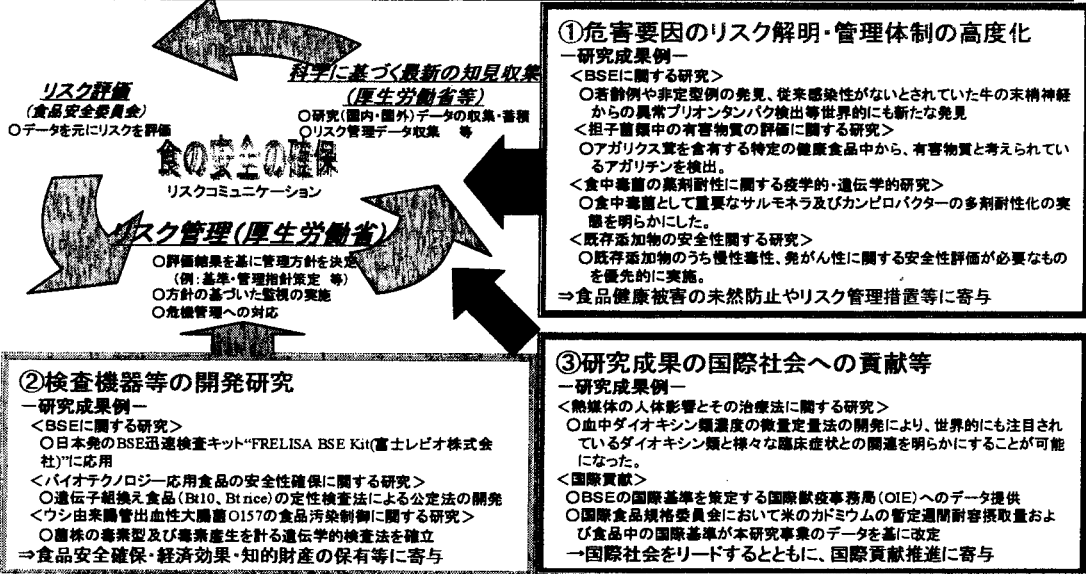 リスク評価
(食品安全委員会)
○データを元にリスクを評価
科学に基づく最新の知見収集
(厚生労働省等)
○研究(国内・国外)データの収集・蓄積
○リスク管理データ収集 等
食の安全の確保
リスクコミュニケーション
リスク管理(厚生労働省)
○評価結果を基に管理方針を決定
(例:基準・管理指針策定 等)
○方針の基づいた監視の実施
○危機管理への対応
①危害要因のリスク解明・管理体制の高度化
－研究成果例－
＜BSEに関する研究＞
○若齢例や非定型例の発見、従来感染性がないとされていた牛の末梢神経
からの異常プリオンタンパク検出等世界的にも新たな発見
＜担子菌類中の有害物質の評価に関する研究＞
○アガリクス茸を含有する特定の健康食品中から、有害物質と考えられてい
るアガリチンを検出。
＜食中毒菌の薬剤耐性に関する疫学的・遺伝学的研究＞
○食中毒菌として重要なサルモネラ及びカンピロバクターの多剤耐性化の実
態を明らかにした。
＜既存添加物の安全性関する研究＞
○既存添加物のうち慢性毒性、発がん性に関する安全性評価が必要なもの
を優先的に実施。
⇒食品健康被害の未然防止やリスク管理措置等に寄与
②検査機器等の開発研究
－研究成果例－
＜BSEに関する研究＞
○日本発のBSE迅速検査キット“FRELISA BSE Kit(富士レビオ株式会
社)”に応用
＜バイオテクノロジー応用食品の安全性確保に関する研究＞
○遺伝子組換え食品(Bt10、Bt rice)の定性検査法による公定法の開発
＜ウシ由来腸管出血性大腸菌O157の食品汚染制御に関する研究＞
○菌株の毒素型及び毒素産生を計る遺伝学的検査法を確立
⇒食品安全確保・経済効果・知的財産の保有等に寄与
③研究成果の国際社会への貢献等
－研究成果例－
＜熱媒体の人体影響とその治療法に関する研究＞
○血中ダイオキシン類濃度の微量定量法の開発により、世界的にも注目され
ているダイオキシン類と様々な臨床症状との関連を明らかにすることが可能
になった。
＜国際貢献＞
○BSEの国際基準を策定する国際獣疫事務局(OIE)へのデータ提供
○国際食品規格委員会において米のカドミウムの暫定週間耐容摂取量およ
び食品中の国際基準が本研究事業のデータを基に改定
→国際社会をリードするとともに、国際貢献推進に寄与